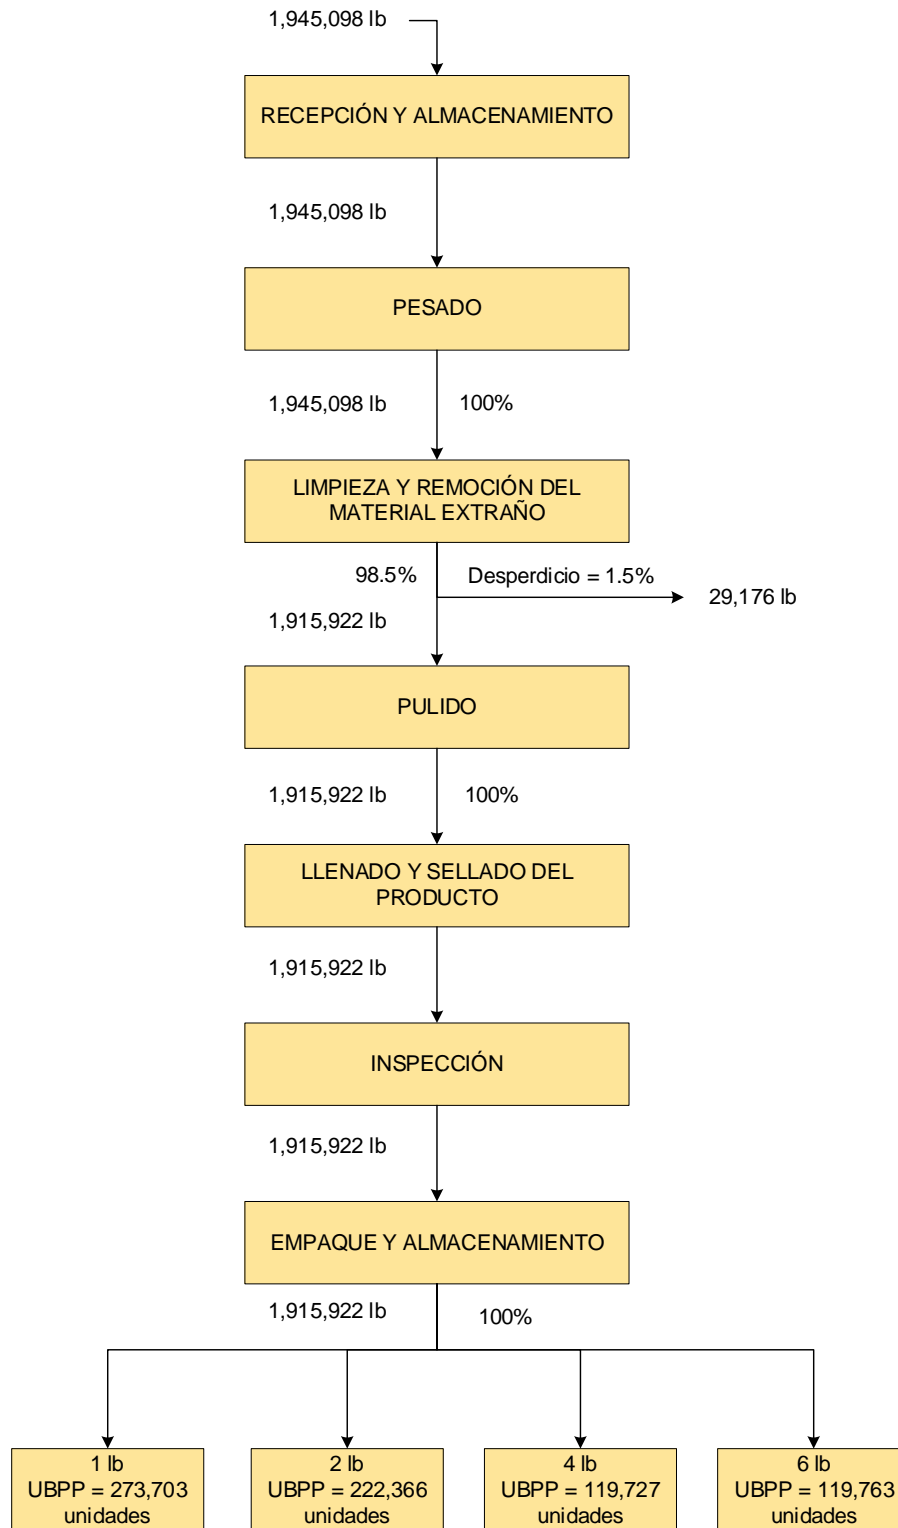 1,945,098 lb
RECEPCIÓN Y ALMACENAMIENTO
1,945,098 lb
PESADO
1,945,098 lb
100%
LIMPIEZA Y REMOCIÓN DEL
MATERIAL EXTRAÑO
98.5%
Desperdicio = 1.5%
29,176 lb
1,915,922 lb
PULIDO
1,915,922 lb
100%
LLENADO Y SELLADO DEL
PRODUCTO
1,915,922 lb
INSPECCIÓN
1,915,922 lb
EMPAQUE Y ALMACENAMIENTO
1,915,922 lb
100%
1 lb
UBPP = 273,703
unidades
2 lb
UBPP = 222,366
unidades
4 lb
UBPP = 119,727
unidades
6 lb
UBPP = 119,763
unidades